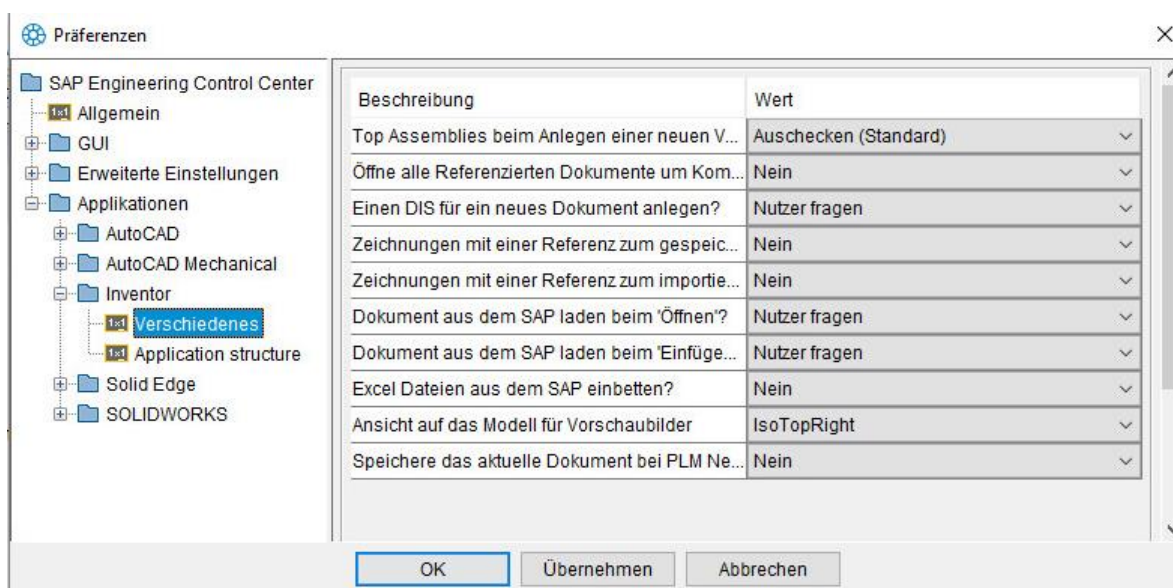 Präferenzen
SAP Engineering Control Center
Allgemein
GUI
Erweiterte Einstellungen
Applikationen
AutoCAD
AutoCAD Mechanical
Inventor
Verschiedenes
Application structure
Solid Edge
SOLIDWORKS
Beschreibung Wert
Top Assemblies beim Anlegen einer neuen V... Auschecken (Standard)
Öffne alle Referenzierten Dokumente um Kom... Nein
Einen DIS für ein neues Dokument anlegen? Nutzer fragen
Zeichnungen mit einer Referenz zum gespeic... Nein
Zeichnungen mit einer Referenz zum importie... Nein
Dokument aus dem SAP laden beim 'Öffnen'? Nutzer fragen
Dokument aus dem SAP laden beim 'Einfüge... Nutzer fragen
Excel Dateien aus dem SAP einbetten? Nein
Ansicht auf das Modell für Vorschaubilder IsoTopRight
Speichere das aktuelle Dokument bei PLM Ne... Nein
OK Übernehmen Abbrechen